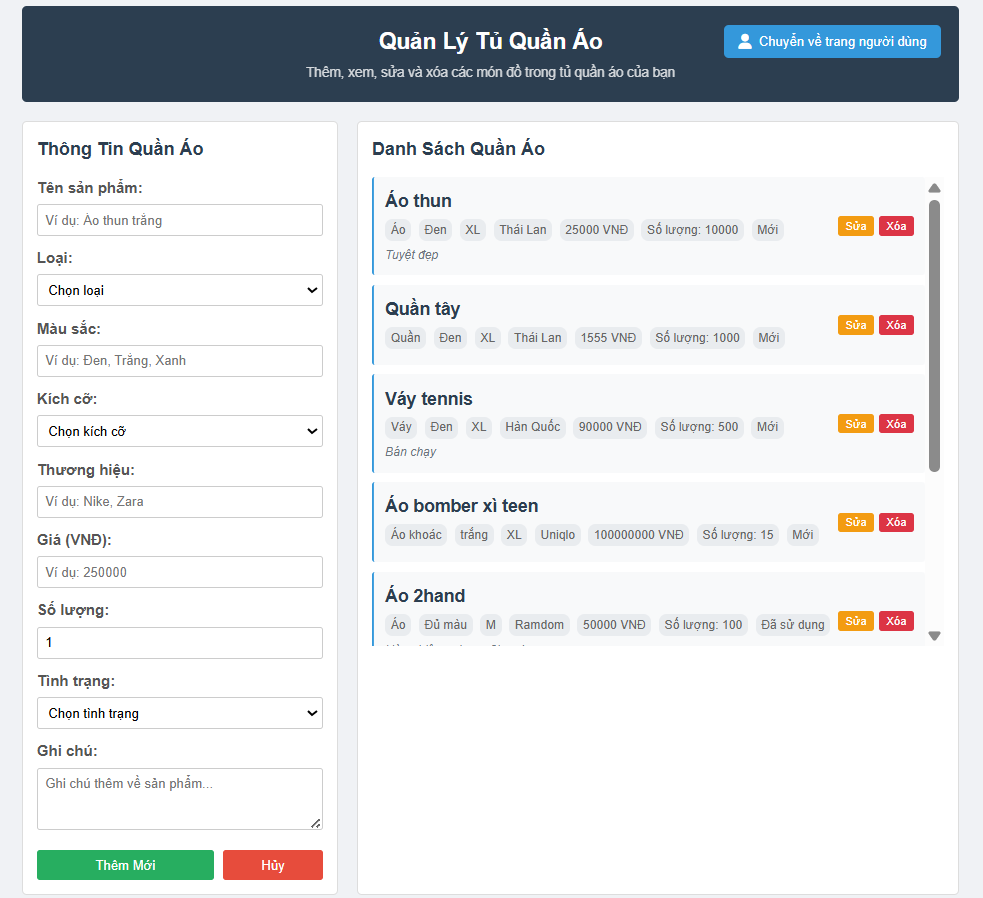 Quản Lý Tủ Quần Áo
Chuyển về trang người dùng
Thêm, xem, sửa và xóa các món đồ trong tủ quần áo của bạn
Thông Tin Quần Áo
Tên sản phẩm:
Ví dụ: Áo thun trắng
Loại:
Chọn loại
Màu sắc:
Ví dụ: Đen, Trắng, Xanh
Kích cỡ:
Chọn kích cỡ
Thương hiệu:
Ví dụ: Nike, Zara
Giá (VNĐ):
Ví dụ: 250000
Số lượng:
1
Tình trạng:
Chọn tình trạng
Ghi chú:
Ghi chú thêm về sản phẩm...
Thêm Mới Hủy
Danh Sách Quần Áo
Áo thun
Áo Đen XL Thái Lan 25000 VNĐ Số lượng: 10000 Mới
Tuyệt đẹp
Sửa Xóa
Quần tây
Quần Đen XL Thái Lan 1555 VNĐ Số lượng: 1000 Mới
Sửa Xóa
Váy tennis
Váy Đen XL Hàn Quốc 90000 VNĐ Số lượng: 500 Mới
Bán chạy
Sửa Xóa
Áo bomber xì teen
Áo khoác trắng XL Uniqlo 100000000 VNĐ Số lượng: 15 Mới
Sửa Xóa
Áo 2hand
Áo Đủ màu M Ramdom 50000 VNĐ Số lượng: 100 Đã sử dụng
Sửa Xóa